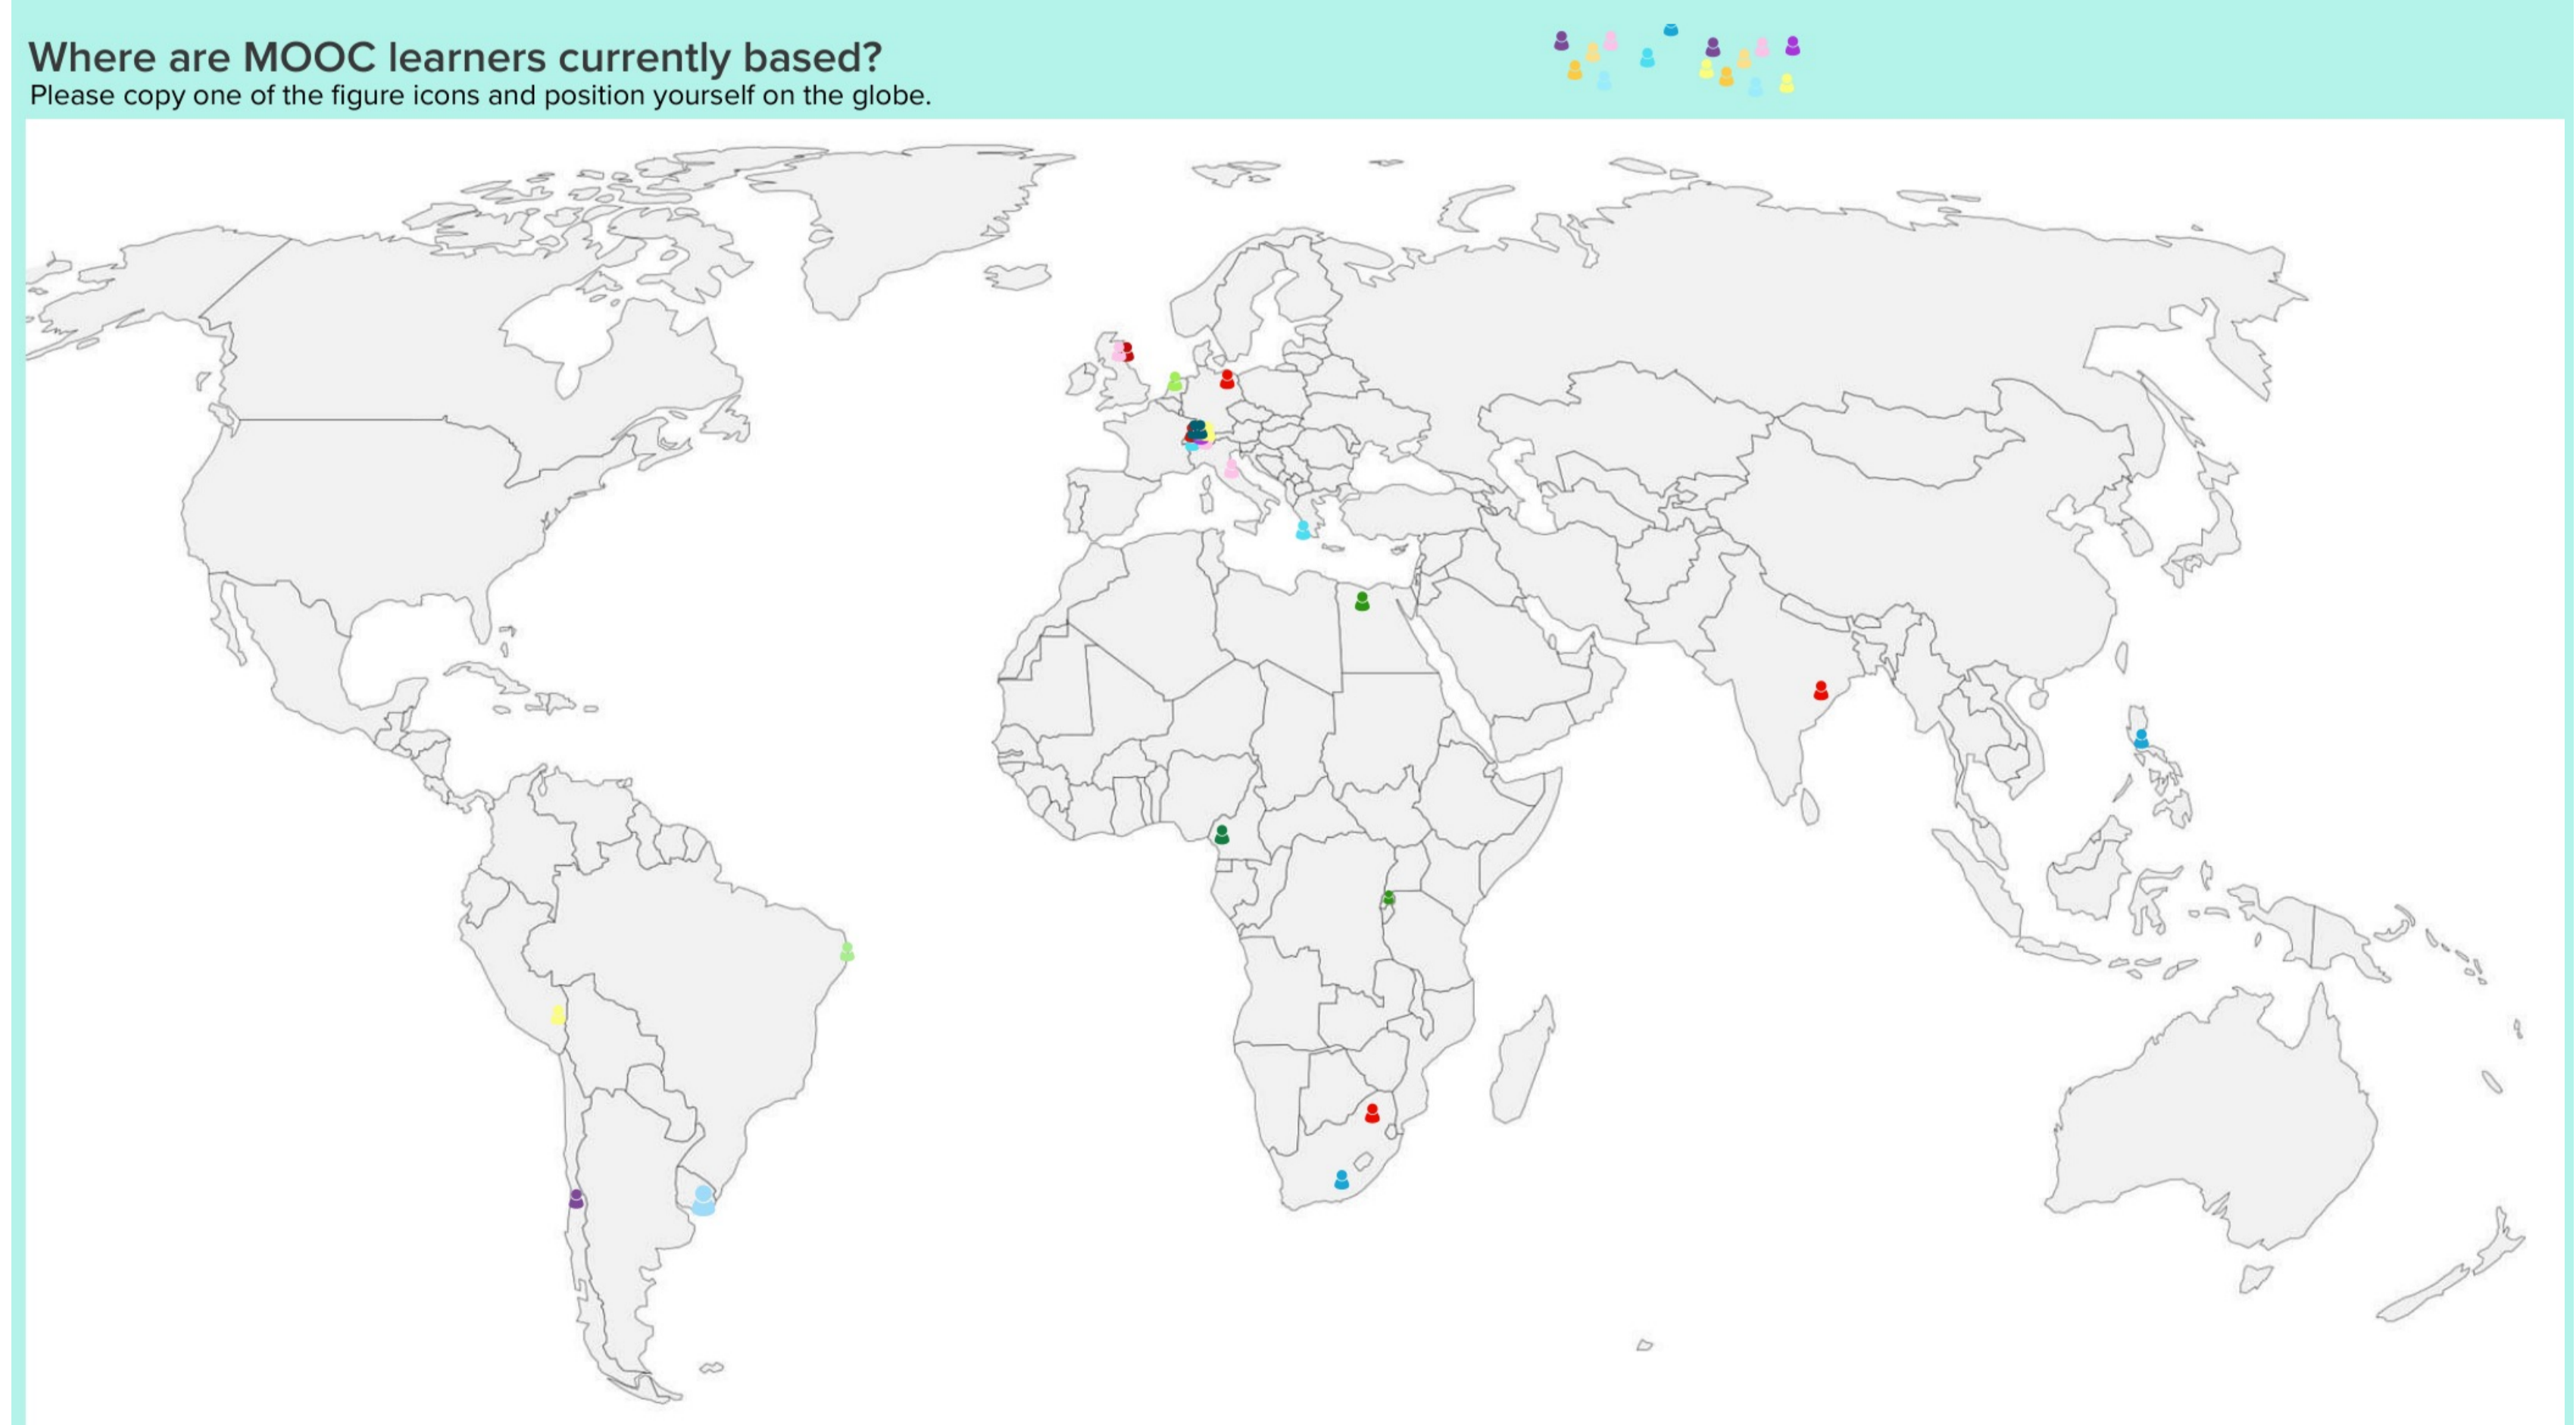 Where are MOOC learners currently based?
Please copy one of the figure icons and position yourself on the globe.